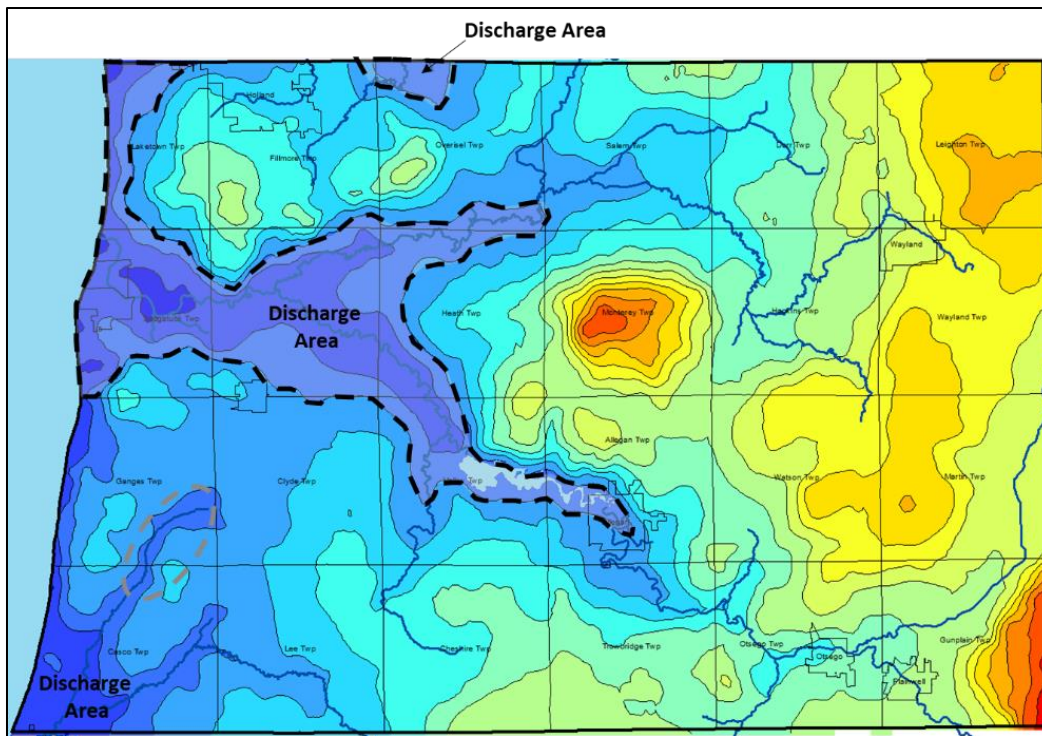 Discharge Area
Holland
Laketown Twp
Fillmore Twp
Overisel Twp
Salem Twp
Dorr Twp
Leighton Twp
Wayland
Discharge
Area
Heath Twp
Monterey Twp
Hopkins Twp
Wayland Twp
Allegan Twp
Ganges Twp
Clyde Twp
Watson Twp
Martin Twp
Casco Twp
Lee Twp
Cheshire Twp
Trowbridge Twp
Otsego Twp
Otsego
Gunplain Twp
Plainwell
Discharge
Area